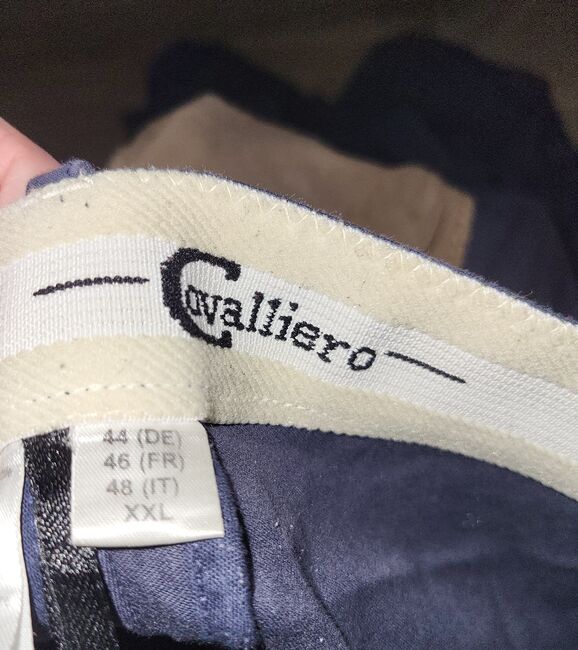 Covalliero
44 (DE)
46 (FR)
48 (IT)
XXL